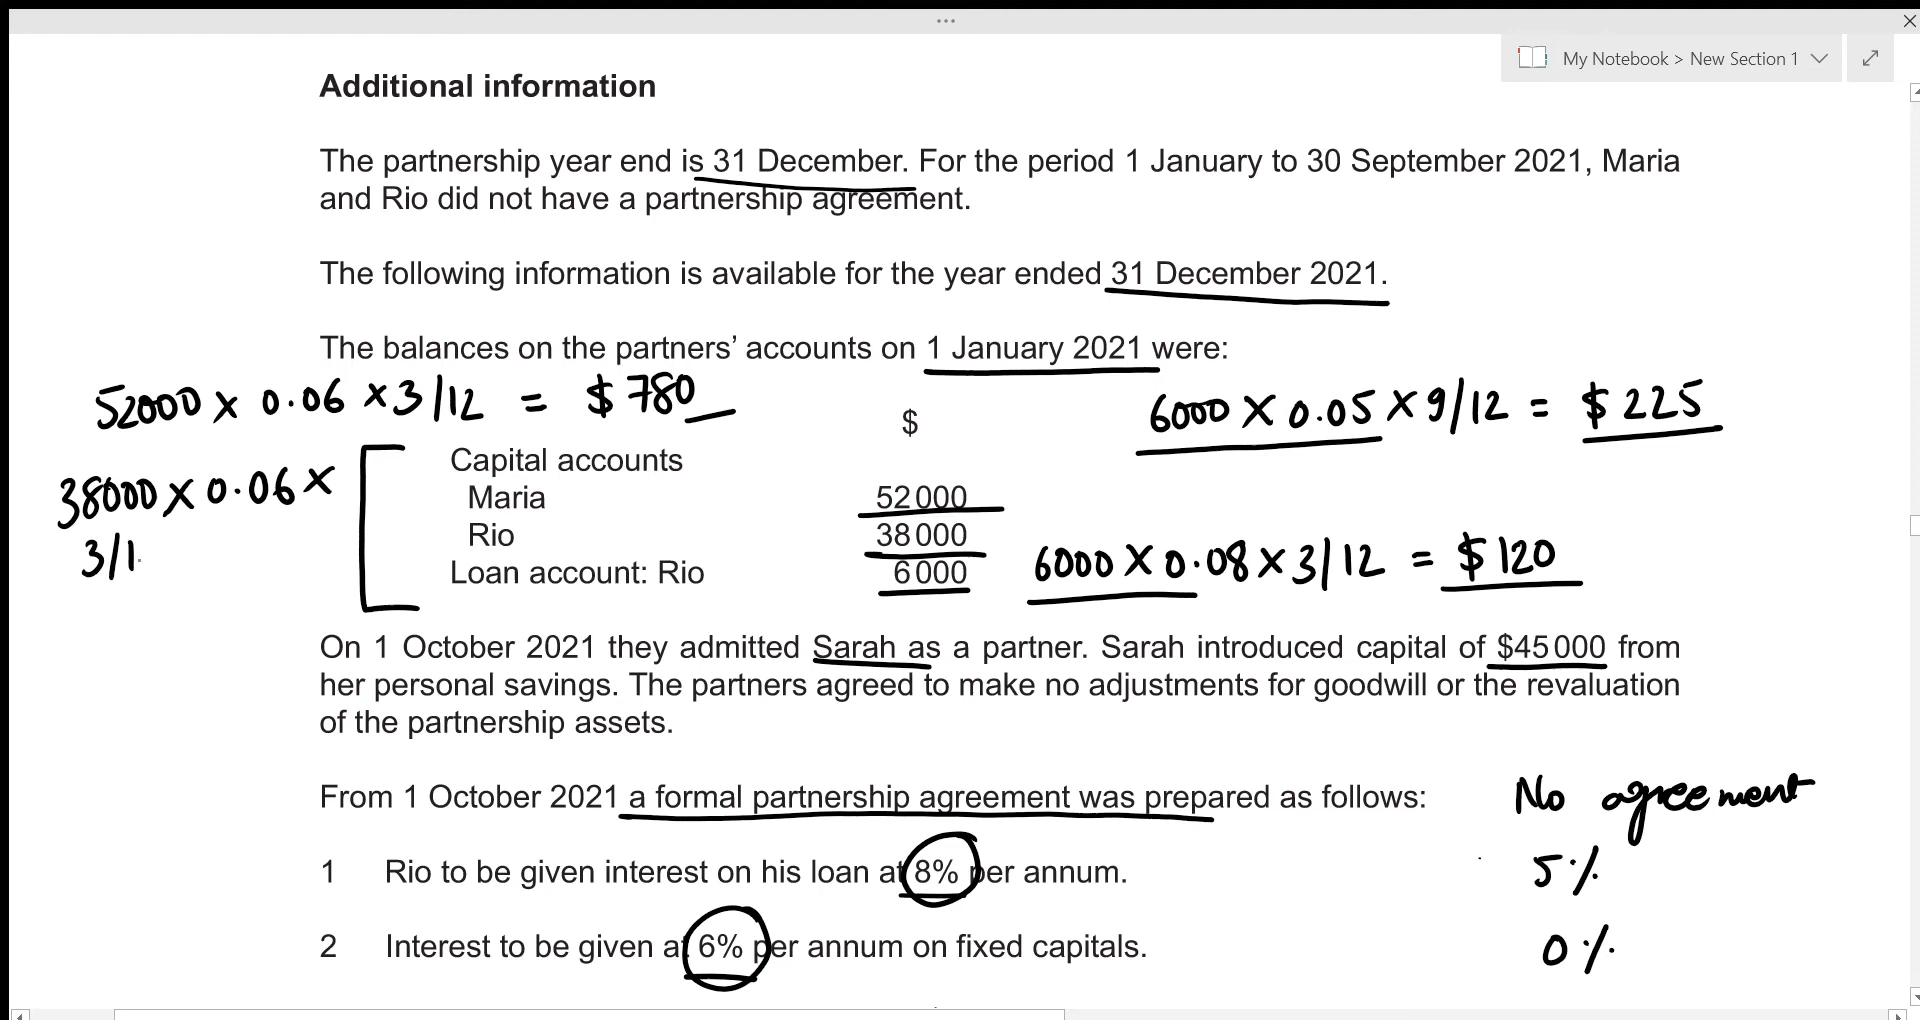 My Notebook > New Section 1
Additional information
The partnership year end is 31 December. For the period 1 January to 30 September 2021, Maria
and Rio did not have a partnership agreement.
The following information is available for the year ended 31 December 2021.
The balances on the partners’ accounts on 1 January 2021 were:
52000 x 0.06 x 3/12 = $780
6000 x 0.05 x 9/12 = $225
$
Capital accounts
38000 x 0.06 x
3/1
Maria 52 000
Rio 38 000
Loan account: Rio 6 000
6000 x 0.08 x 3/12 = $120
On 1 October 2021 they admitted Sarah as a partner. Sarah introduced capital of $45 000 from
her personal savings. The partners agreed to make no adjustments for goodwill or the revaluation
of the partnership assets.
From 1 October 2021 a formal partnership agreement was prepared as follows:
No agreement
1 Rio to be given interest on his loan at 8% per annum.
5%
2 Interest to be given at 6% per annum on fixed capitals.
0%